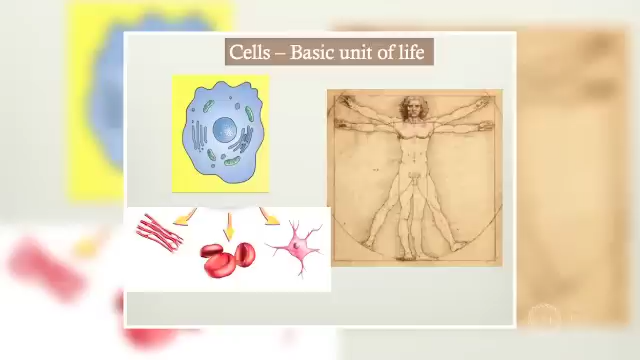 Cells – Basic unit of life